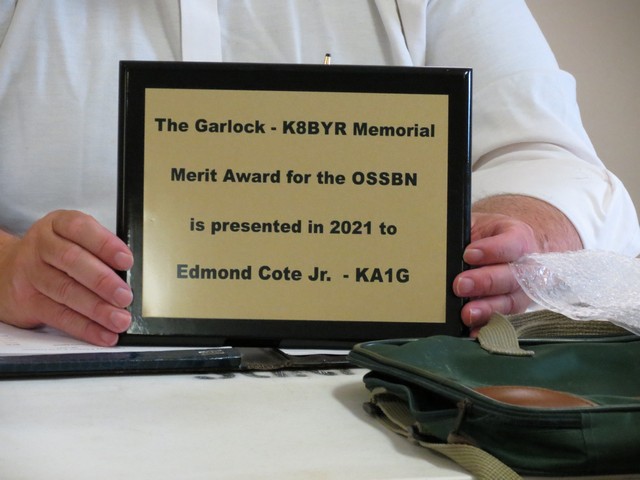 The Garlock - K8BYR Memorial
Merit Award for the OSSBN
is presented in 2021 to
Edmond Cote Jr.  - KA1G